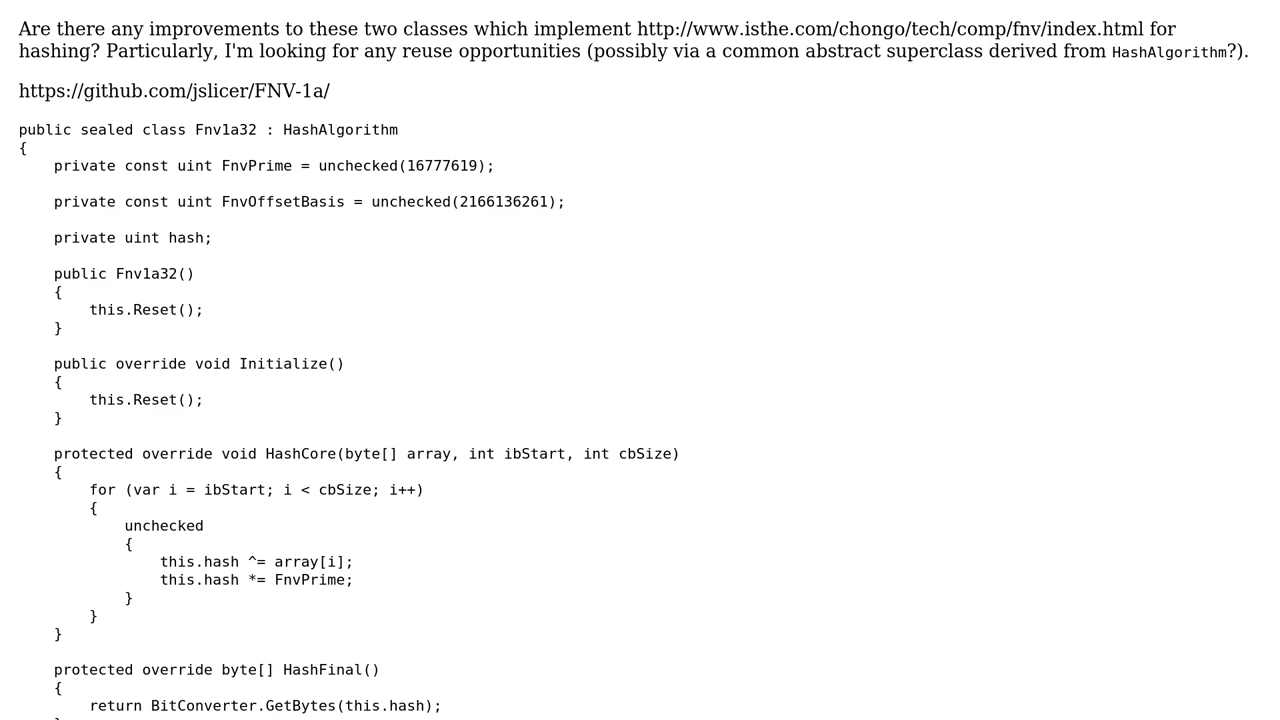 Are there any improvements to these two classes which implement http://www.isthe.com/chongo/tech/comp/fnv/index.html for
hashing? Particularly, I'm looking for any reuse opportunities (possibly via a common abstract superclass derived from HashAlgorithm?).
https://github.com/jslicer/FNV-1a/
public sealed class Fnv1a32 : HashAlgorithm
{
    private const uint FnvPrime = unchecked(16777619);
    private const uint FnvOffsetBasis = unchecked(2166136261);
    private uint hash;
    public Fnv1a32()
    {
        this.Reset();
    }
    public override void Initialize()
    {
        this.Reset();
    }
    protected override void HashCore(byte[] array, int ibStart, int cbSize)
    {
        for (var i = ibStart; i < cbSize; i++)
        {
            unchecked
            {
                this.hash ^= array[i];
                this.hash *= FnvPrime;
            }
        }
    }
    protected override byte[] HashFinal()
    {
        return BitConverter.GetBytes(this.hash);
    }